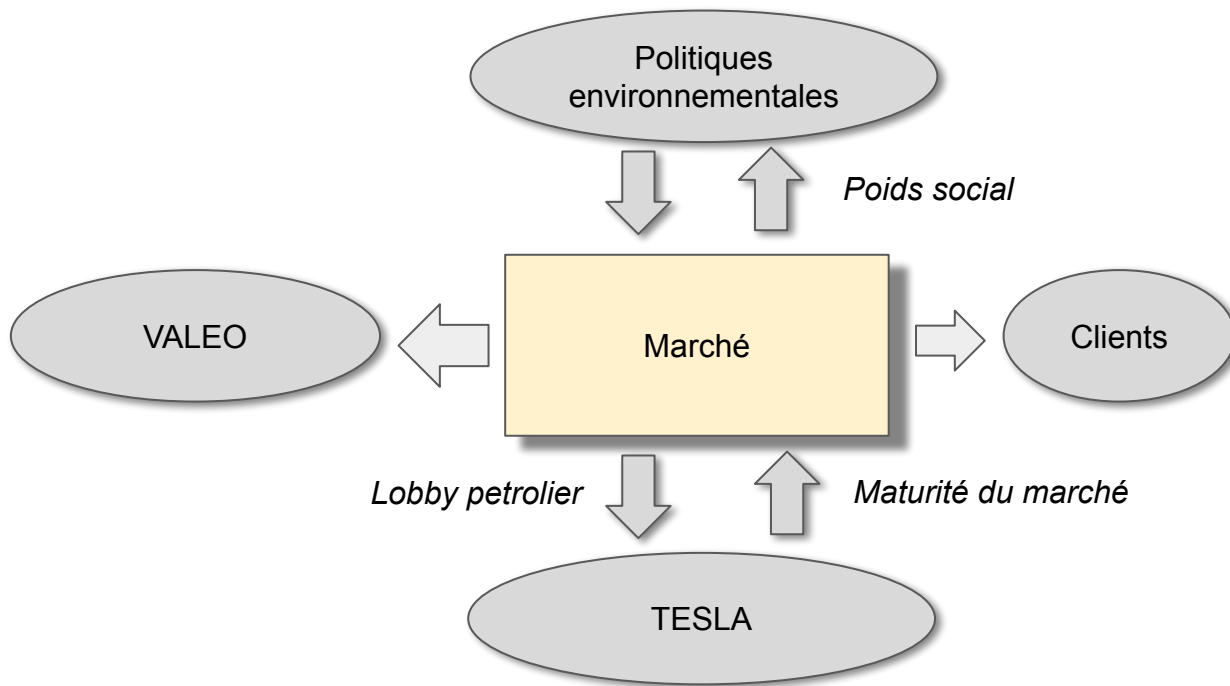 Politiques
environnementales
Poids social
VALEO
Marché
Clients
Lobby petrolier
Maturité du marché
TESLA